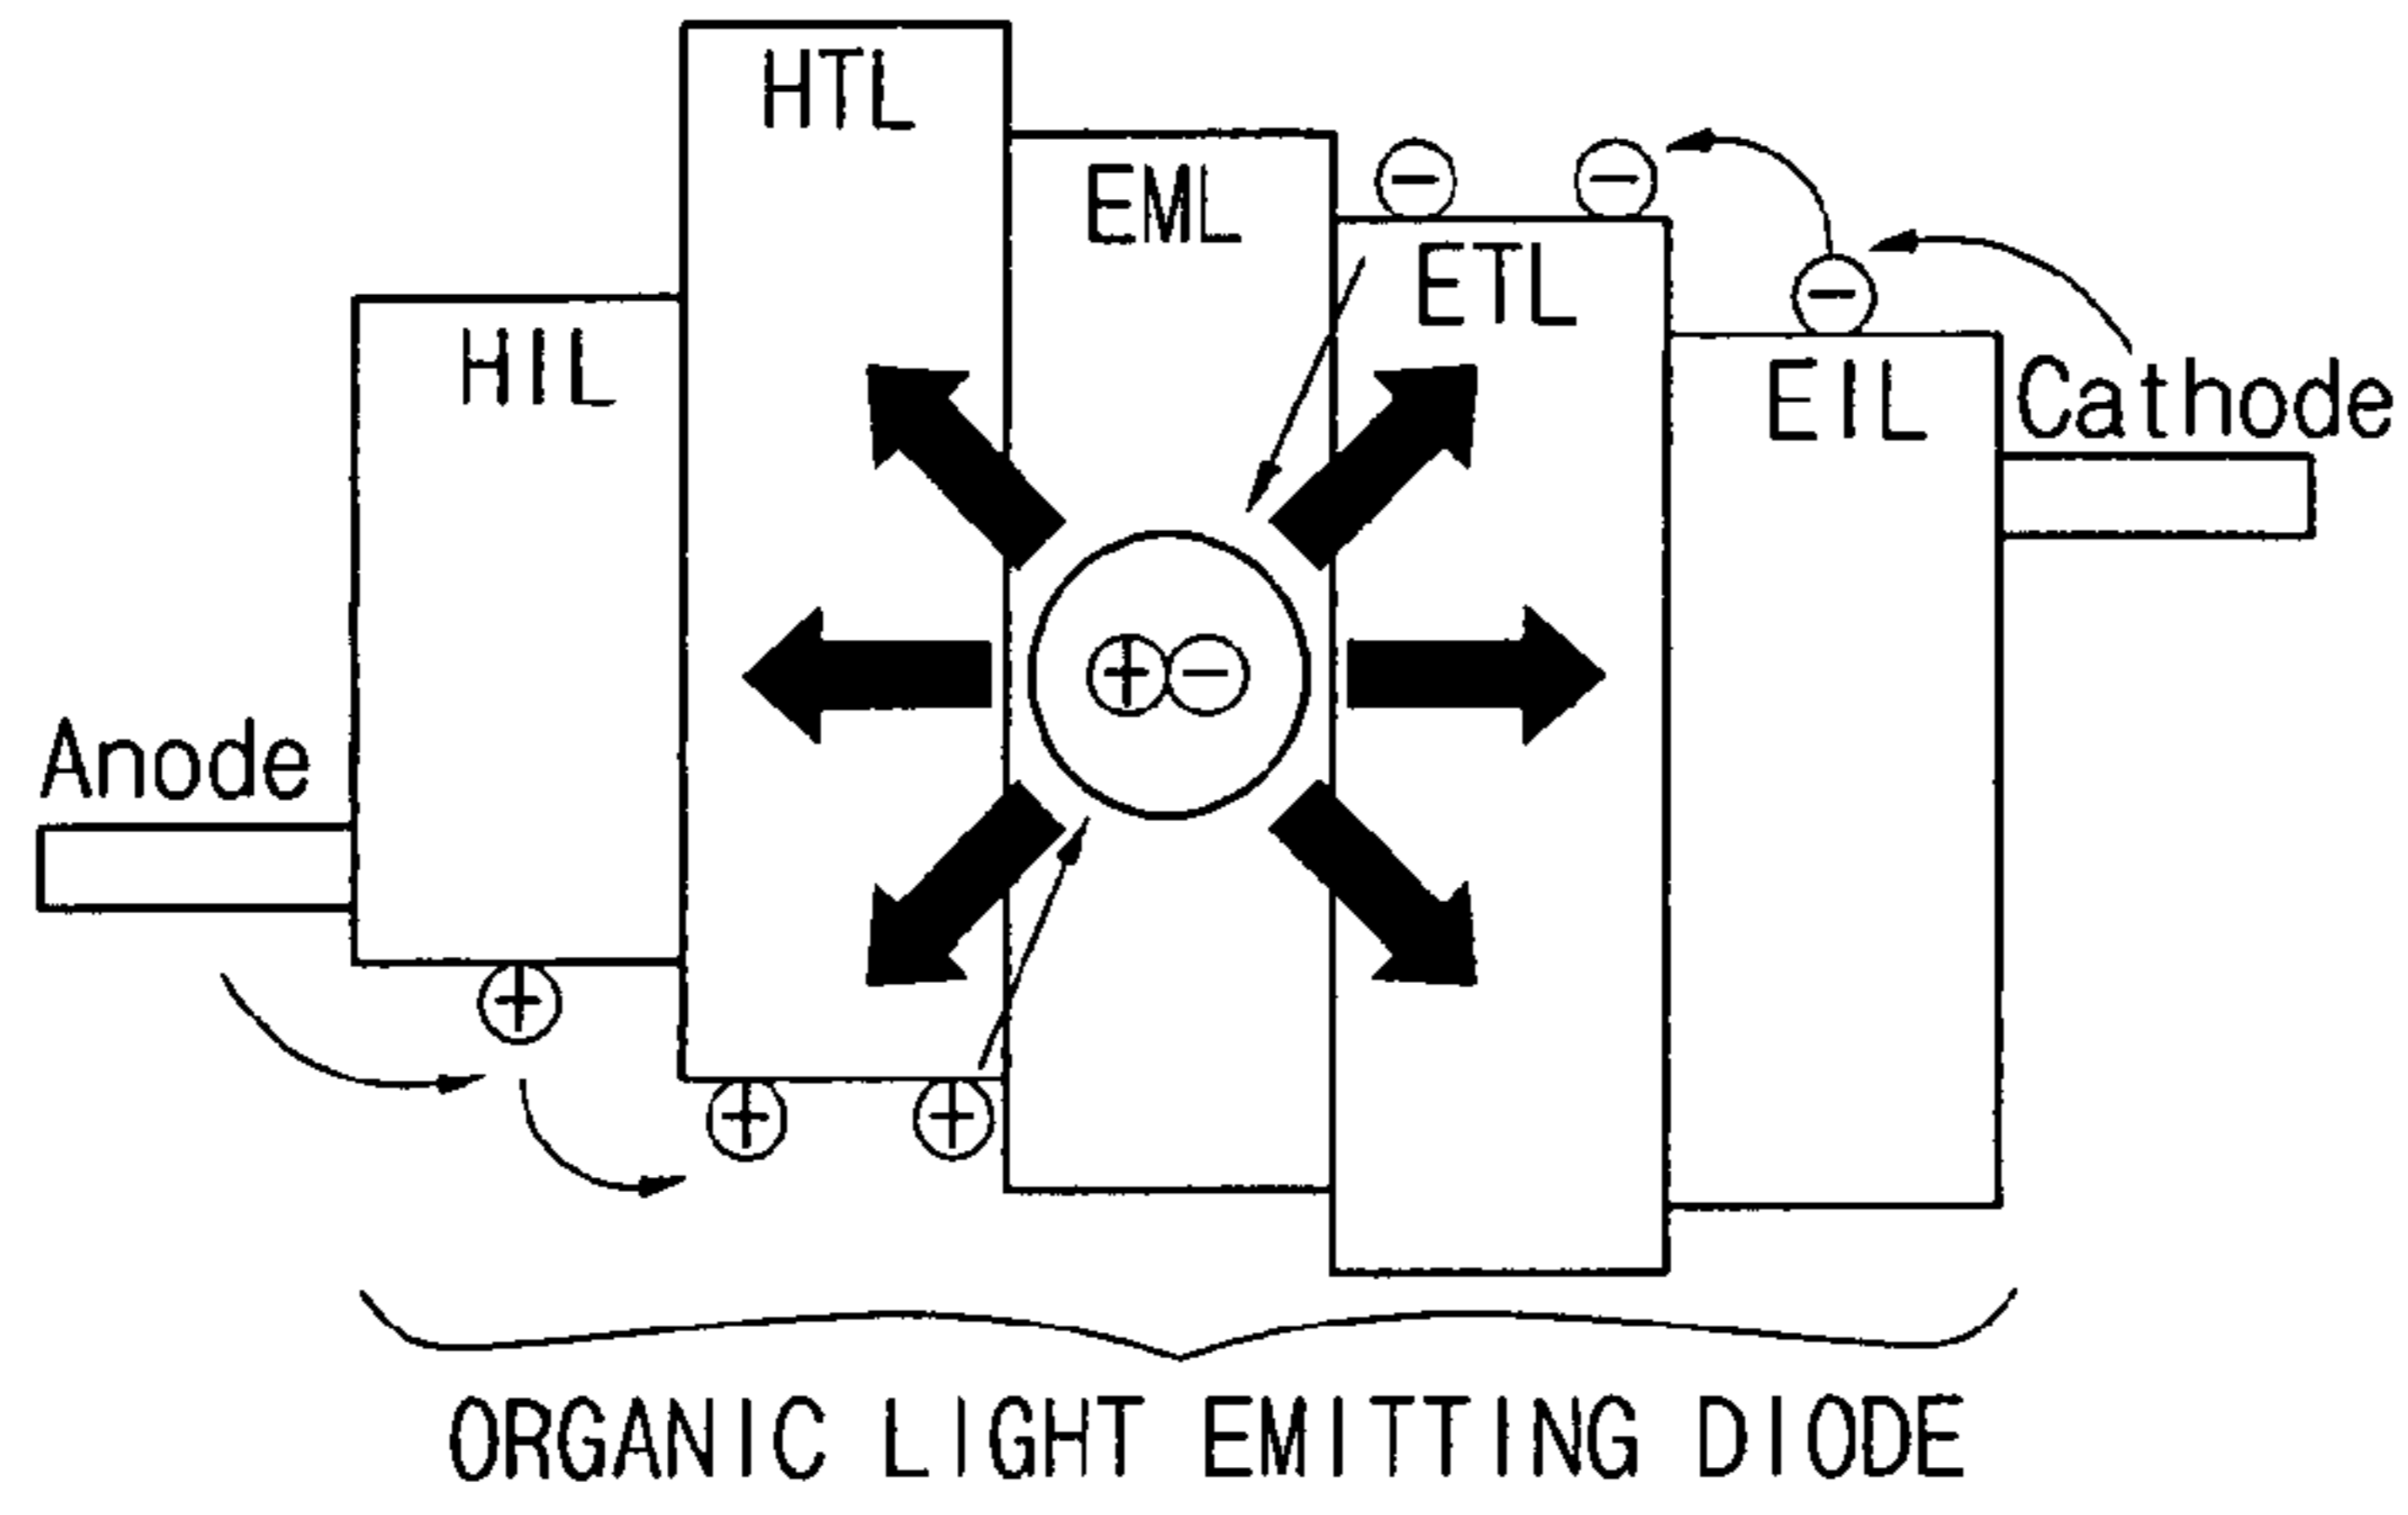 HTL
EML
ETL
HIL
EIL
Cathode
Anode
ORGANIC LIGHT EMITTING DIODE